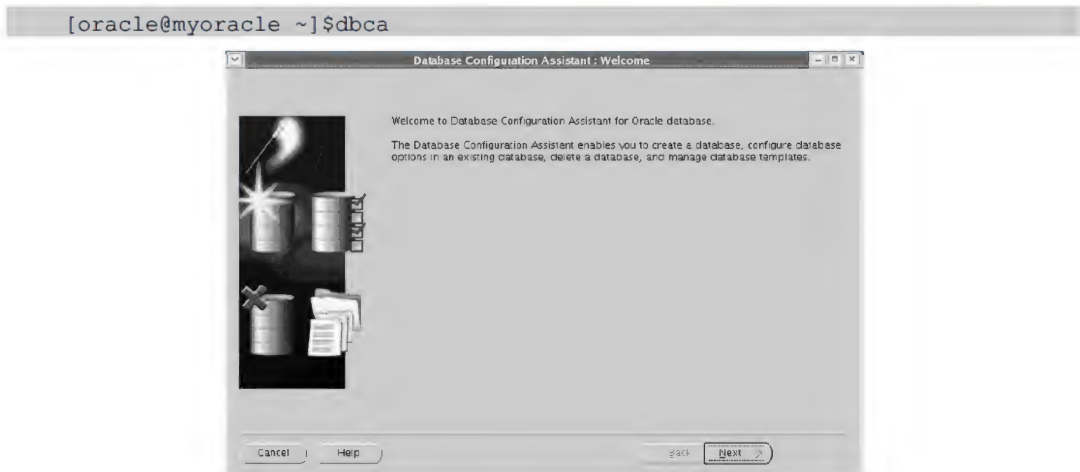 [oracle@myoracle ~]$dbca
Database Configuration Assistant : Welcome
Welcome to Database Configuration Assistant for Oracle database.
The Database Configuration Assistant enables you to create a database, configure database
options in an existing database, delete a database, and manage database templates.
Cancel
Help
Back
Next